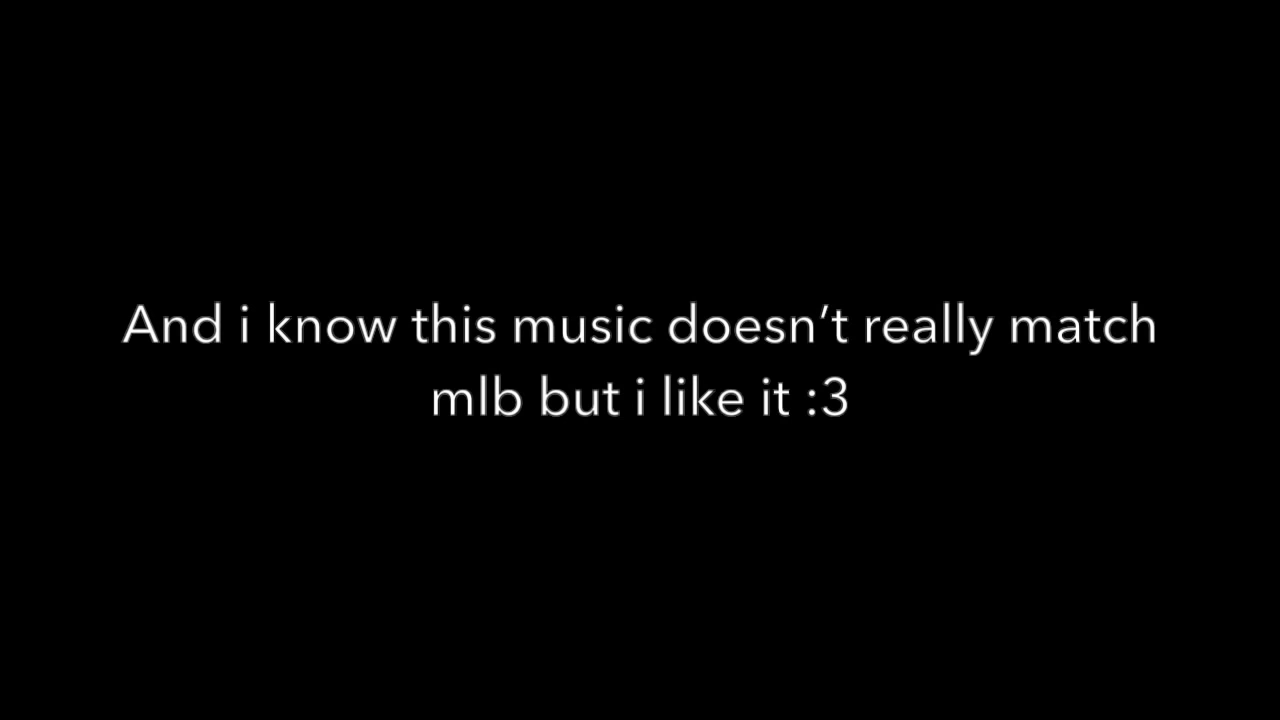 And i know this music doesn’t really match
mlb but i like it :3